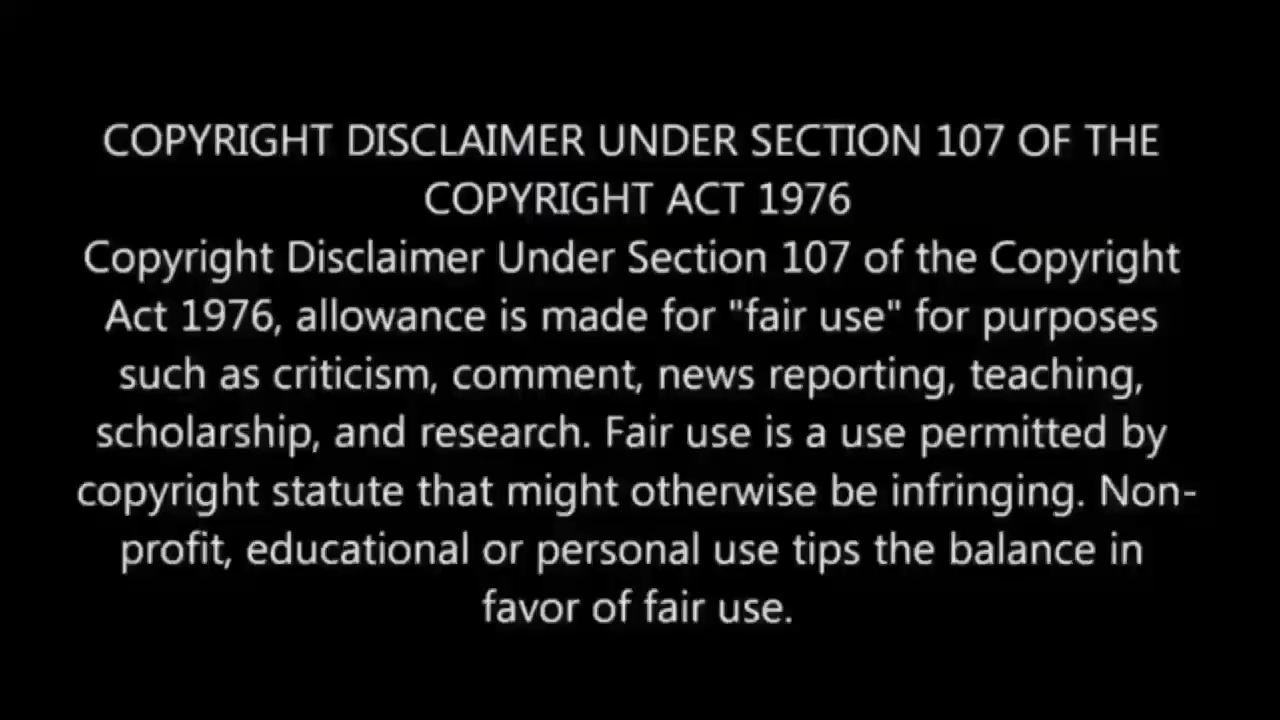 COPYRIGHT DISCLAIMER UNDER SECTION 107 OF THE
COPYRIGHT ACT 1976
Copyright Disclaimer Under Section 107 of the Copyright
Act 1976, allowance is made for "fair use" for purposes
such as criticism, comment, news reporting, teaching,
scholarship, and research. Fair use is a use permitted by
copyright statute that might otherwise be infringing. Non-
profit, educational or personal use tips the balance in
favor of fair use.